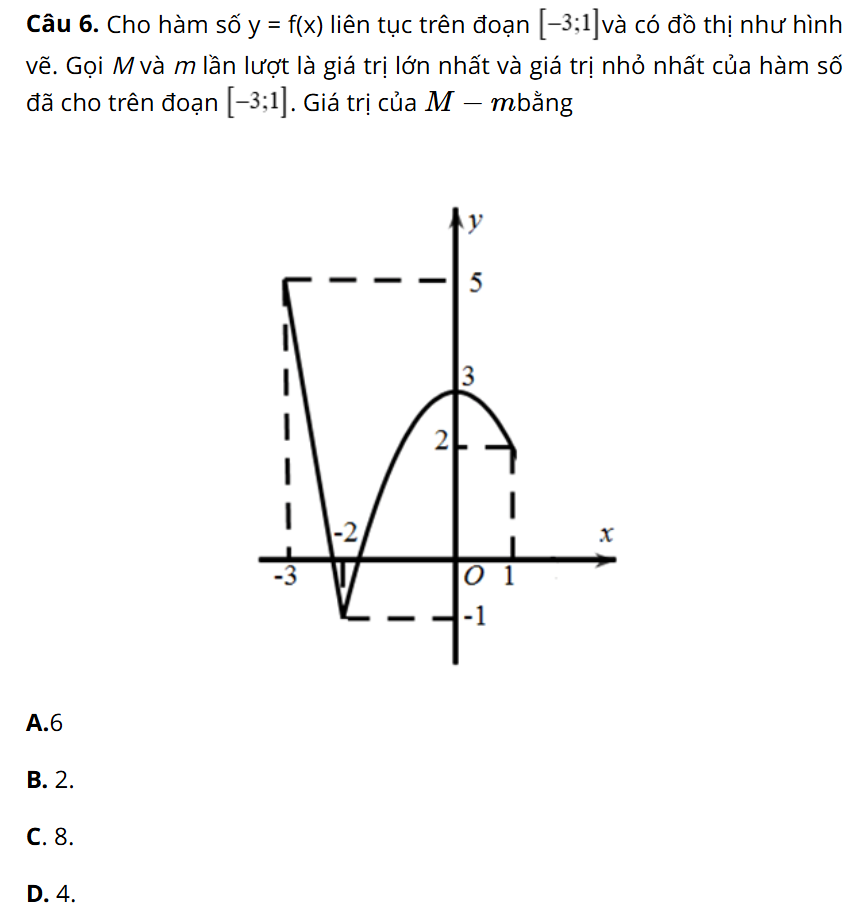 Câu 6. Cho hàm số y = f(x) liên tục trên đoạn [−3;1] và có đồ thị như hình
vẽ. Gọi M và m lần lượt là giá trị lớn nhất và giá trị nhỏ nhất của hàm số
đã cho trên đoạn [−3;1]. Giá trị của M − m bằng
y
5
3
2
-2
x
-3
O
1
-1
A.6
B. 2.
C. 8.
D. 4.